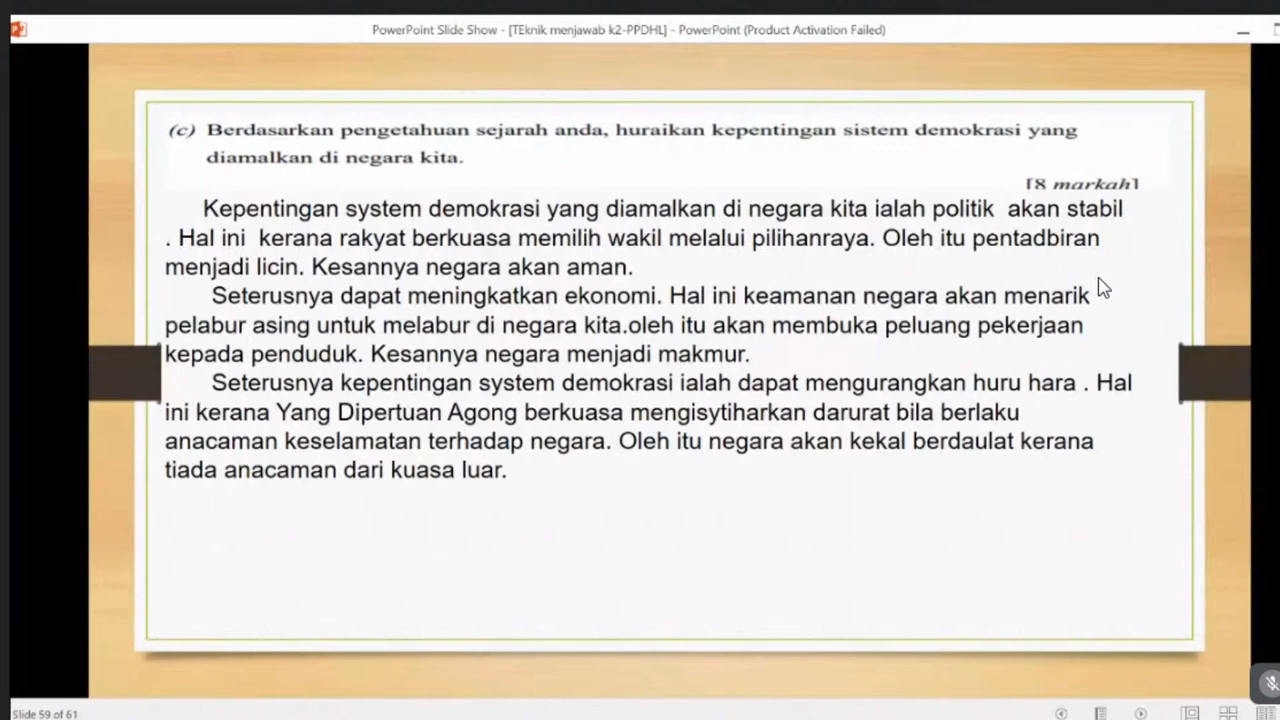 PowerPoint Slide Show - [TEknik menjawab k2-PPDHL] - PowerPoint (Product Activation Failed)
(c) Berdasarkan pengetahuan sejarah anda, huraikan kepentingan sistem demokrasi yang
diamalkan di negara kita.
[8 markah]
Kepentingan system demokrasi yang diamalkan di negara kita ialah politik akan stabil
. Hal ini kerana rakyat berkuasa memilih wakil melalui pilihanraya. Oleh itu pentadbiran
menjadi licin. Kesannya negara akan aman.
Seterusnya dapat meningkatkan ekonomi. Hal ini keamanan negara akan menarik
pelabur asing untuk melabur di negara kita.oleh itu akan membuka peluang pekerjaan
kepada penduduk. Kesannya negara menjadi makmur.
Seterusnya kepentingan system demokrasi ialah dapat mengurangkan huru hara . Hal
ini kerana Yang Dipertuan Agong berkuasa mengisytiharkan darurat bila berlaku
anacaman keselamatan terhadap negara. Oleh itu negara akan kekal berdaulat kerana
tiada anacaman dari kuasa luar.
Slide 59 of 61